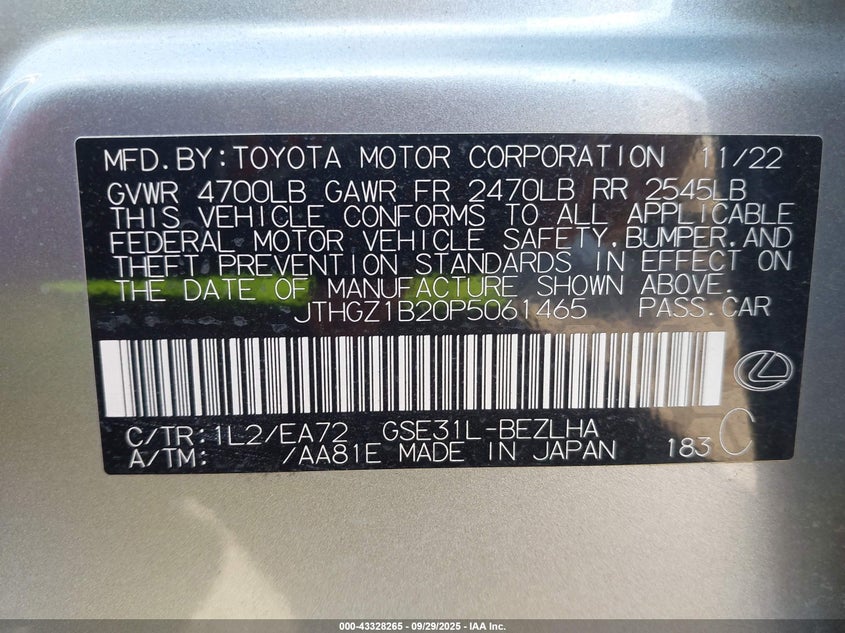 MFD.BY:TOYOTA MOTOR CORPORATION 11/22
GVWR 4700LB GAWR FR 2470LB RR 2545LB
THIS VEHICLE CONFORMS TO ALL APPLICABLE
FEDERAL MOTOR VEHICLE SAFETY,BUMPER,AND
THEFT PREVENTION STANDARDS IN EFFECT ON
THE DATE OF MANUFACTURE SHOWN ABOVE.
JTHGZ1B20P5061465 PASS.CAR
C/TR:1L2/EA72 GSE31L-BEZLHA
A/TM: /AA81E MADE IN JAPAN 183 C
000-43328265 | 09/29/2025 - IAA Inc.